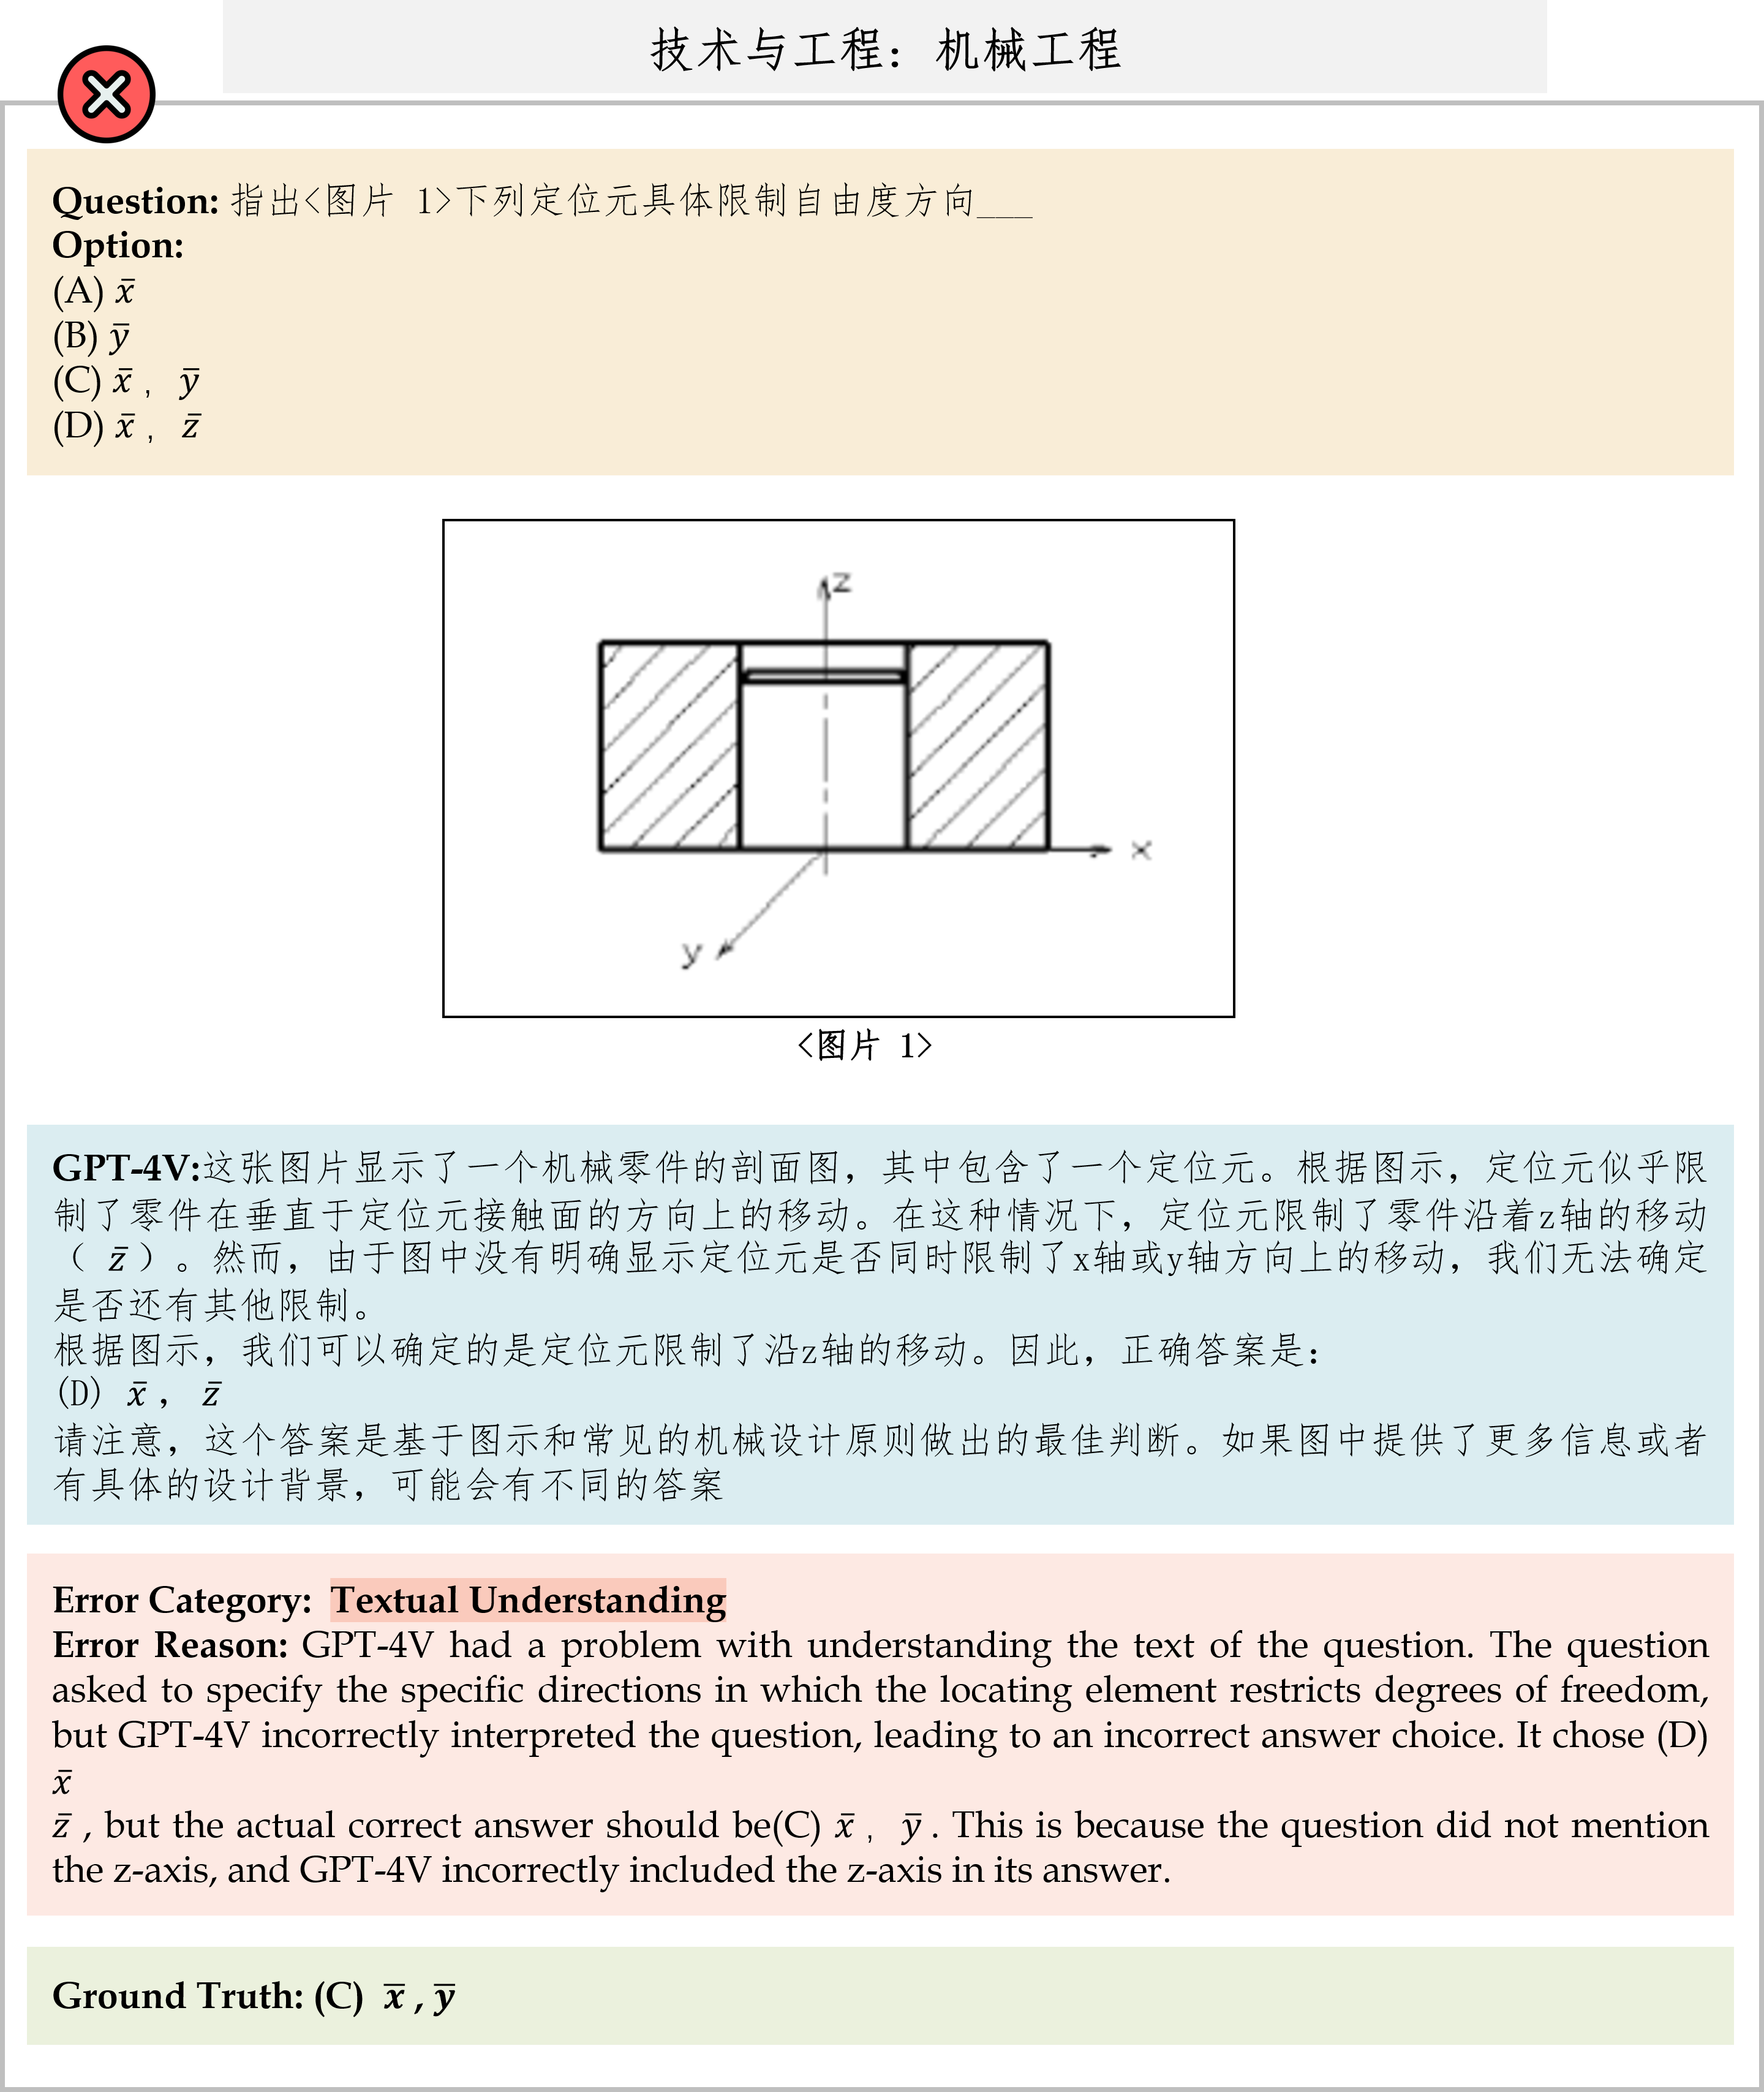 技术与工程：机械工程
Question: 指出<图片 1>下列定位元具体限制自由度方向___
Option:
(A) x̄
(B) ȳ
(C) x̄ , ȳ
(D) x̄ , z̄
z
x
y
<图片 1>
GPT-4V:这张图片显示了一个机械零件的剖面图，其中包含了一个定位元。根据图示，定位元似乎限
制了零件在垂直于定位元接触面的方向上的移动。在这种情况下，定位元限制了零件沿着z轴的移动
（ z̄ ）。然而，由于图中没有明确显示定位元是否同时限制了x轴或y轴方向上的移动，我们无法确定
是否还有其他限制。
根据图示，我们可以确定的是定位元限制了沿z轴的移动。因此，正确答案是：
(D) x̄ , z̄
请注意，这个答案是基于图示和常见的机械设计原则做出的最佳判断。如果图中提供了更多信息或者
有具体的设计背景，可能会有不同的答案
Error Category: Textual Understanding
Error Reason: GPT-4V had a problem with understanding the text of the question. The question
asked to specify the specific directions in which the locating element restricts degrees of freedom,
but GPT-4V incorrectly interpreted the question, leading to an incorrect answer choice. It chose (D)
x̄
z̄ , but the actual correct answer should be(C) x̄ , ȳ . This is because the question did not mention
the z-axis, and GPT-4V incorrectly included the z-axis in its answer.
Ground Truth: (C) x̄ , ȳ